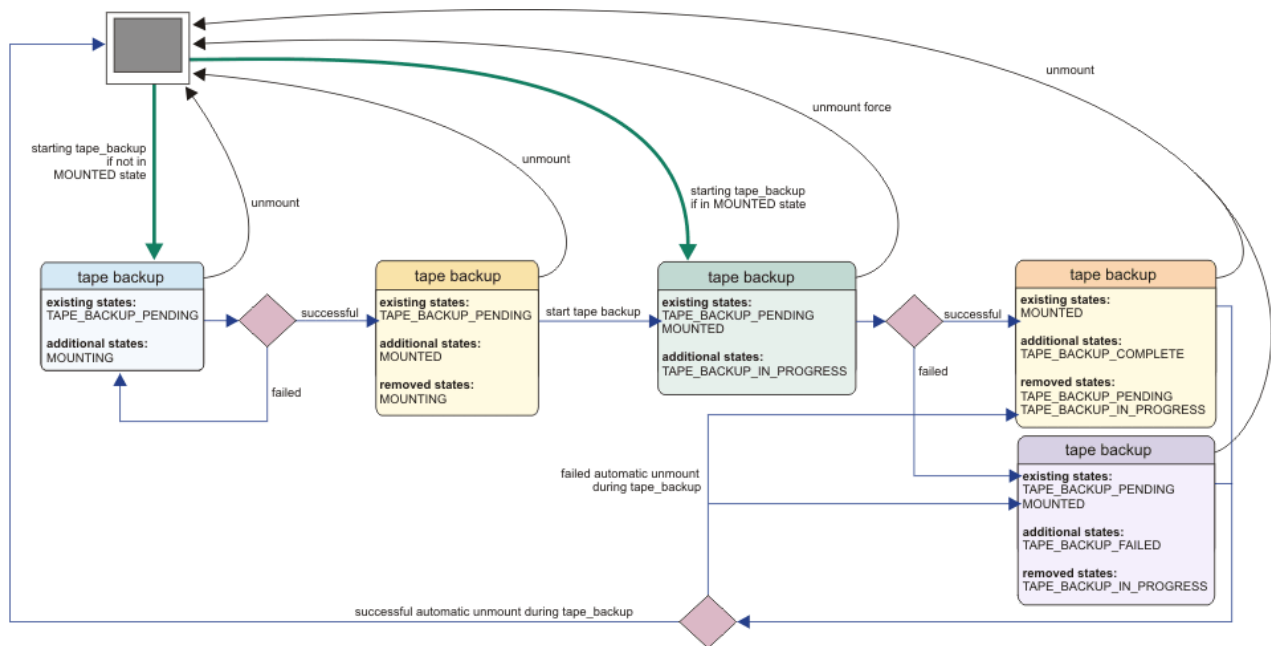 unmount
unmount force
starting tape_backup
if not in
MOUNTED state
unmount
unmount
starting tape_backup
if in MOUNTED state
tape backup
existing states:
TAPE_BACKUP_PENDING
additional states:
MOUNTING
successful
failed
tape backup
existing states:
TAPE_BACKUP_PENDING
additional states:
MOUNTED
removed states:
MOUNTING
start tape backup
tape backup
existing states:
TAPE_BACKUP_PENDING
MOUNTED
additional states:
TAPE_BACKUP_IN_PROGRESS
successful
failed
tape backup
existing states:
MOUNTED
additional states:
TAPE_BACKUP_COMPLETE
removed states:
TAPE_BACKUP_PENDING
TAPE_BACKUP_IN_PROGRESS
tape backup
existing states:
TAPE_BACKUP_PENDING
MOUNTED
additional states:
TAPE_BACKUP_FAILED
removed states:
TAPE_BACKUP_IN_PROGRESS
failed automatic unmount
during tape_backup
successful automatic unmount during tape_backup